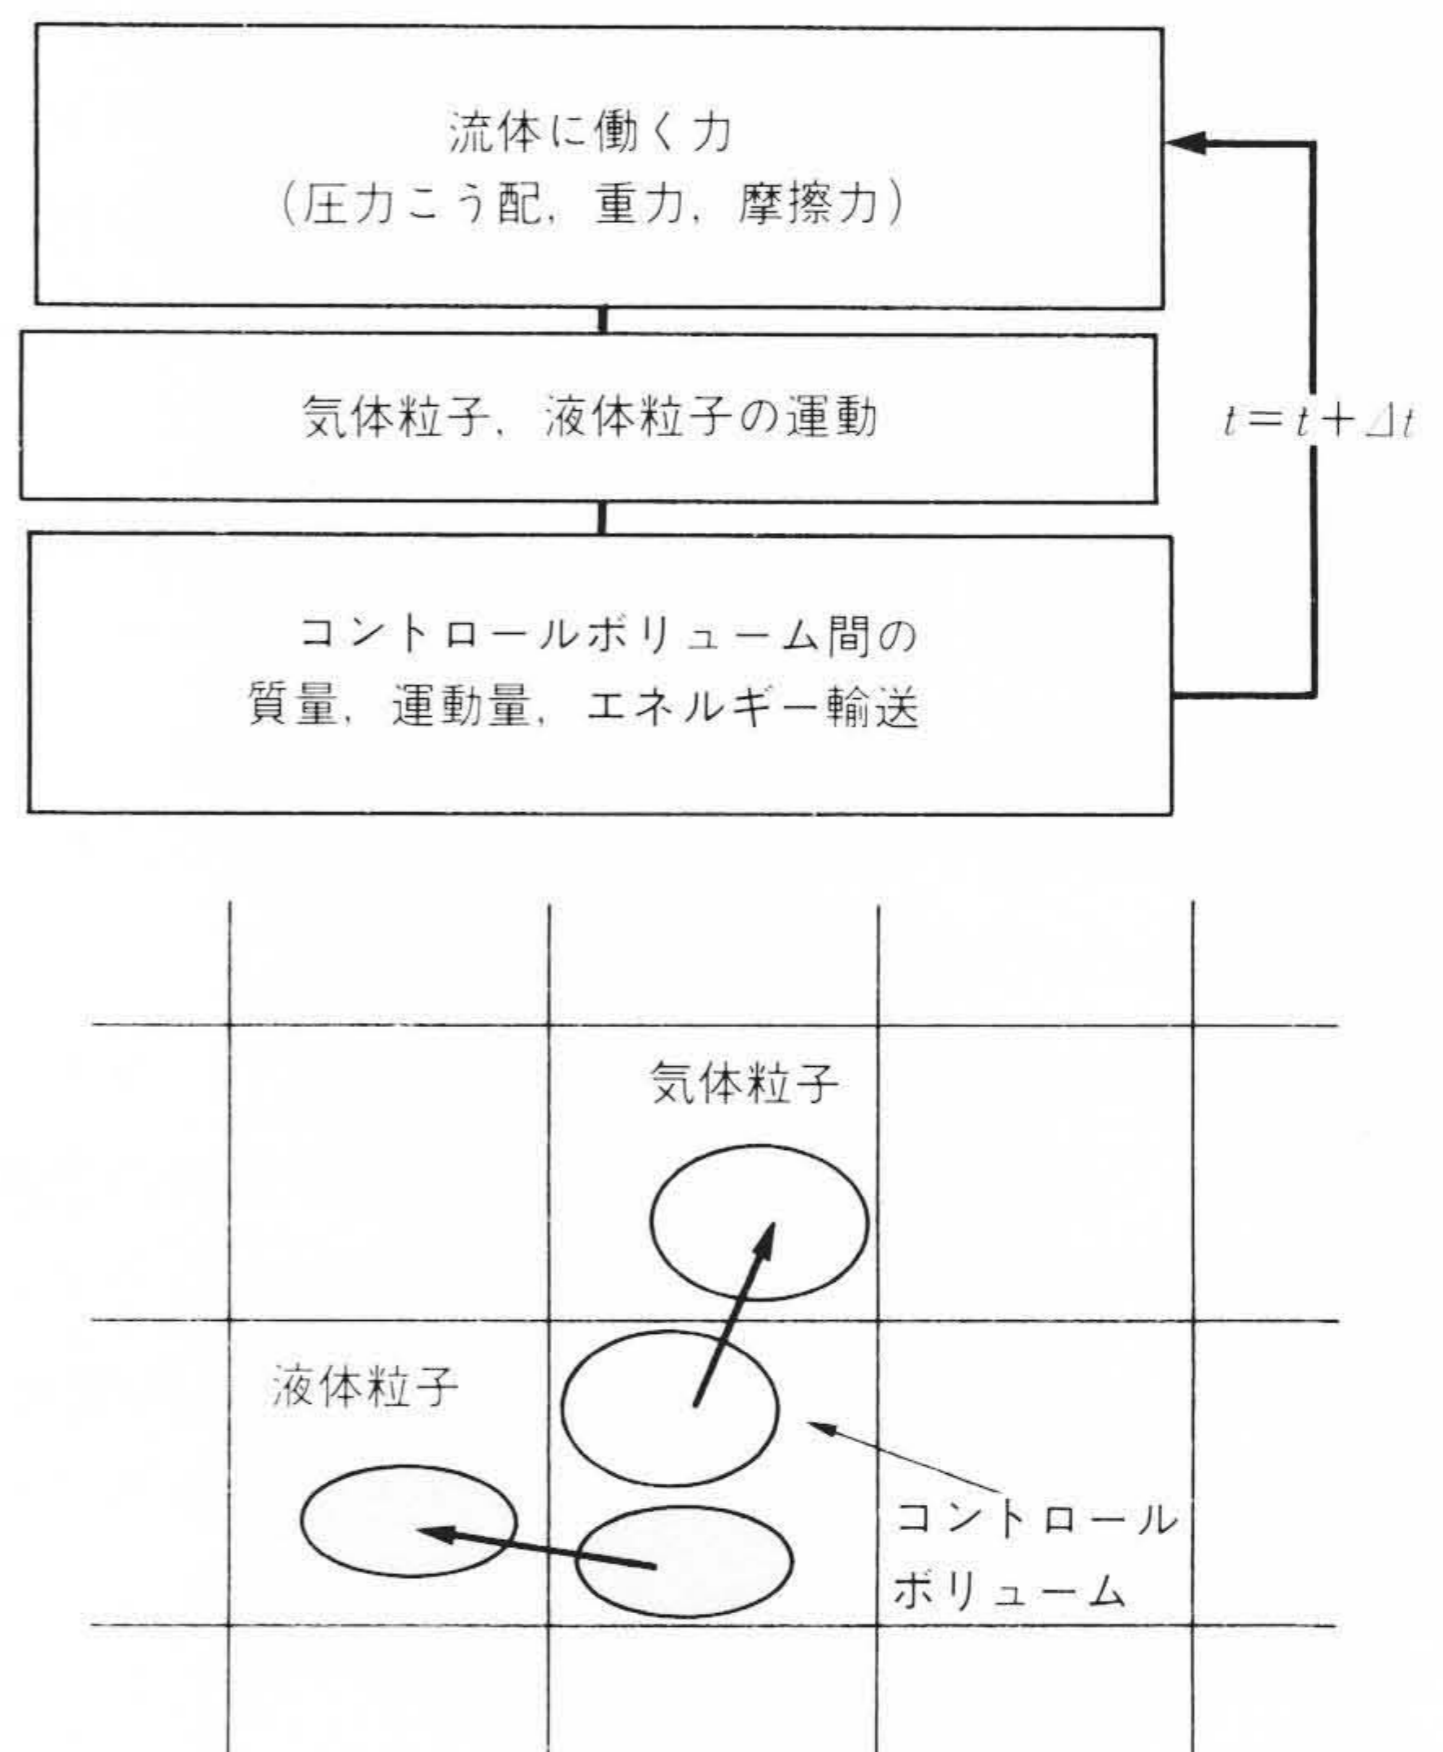 流体に働く力
(圧力こう配, 重力, 摩擦力)
気体粒子, 液体粒子の運動
t=t+Δt
コントロールボリューム間の
質量, 運動量, エネルギー輸送
気体粒子
液体粒子
コントロール
ボリューム